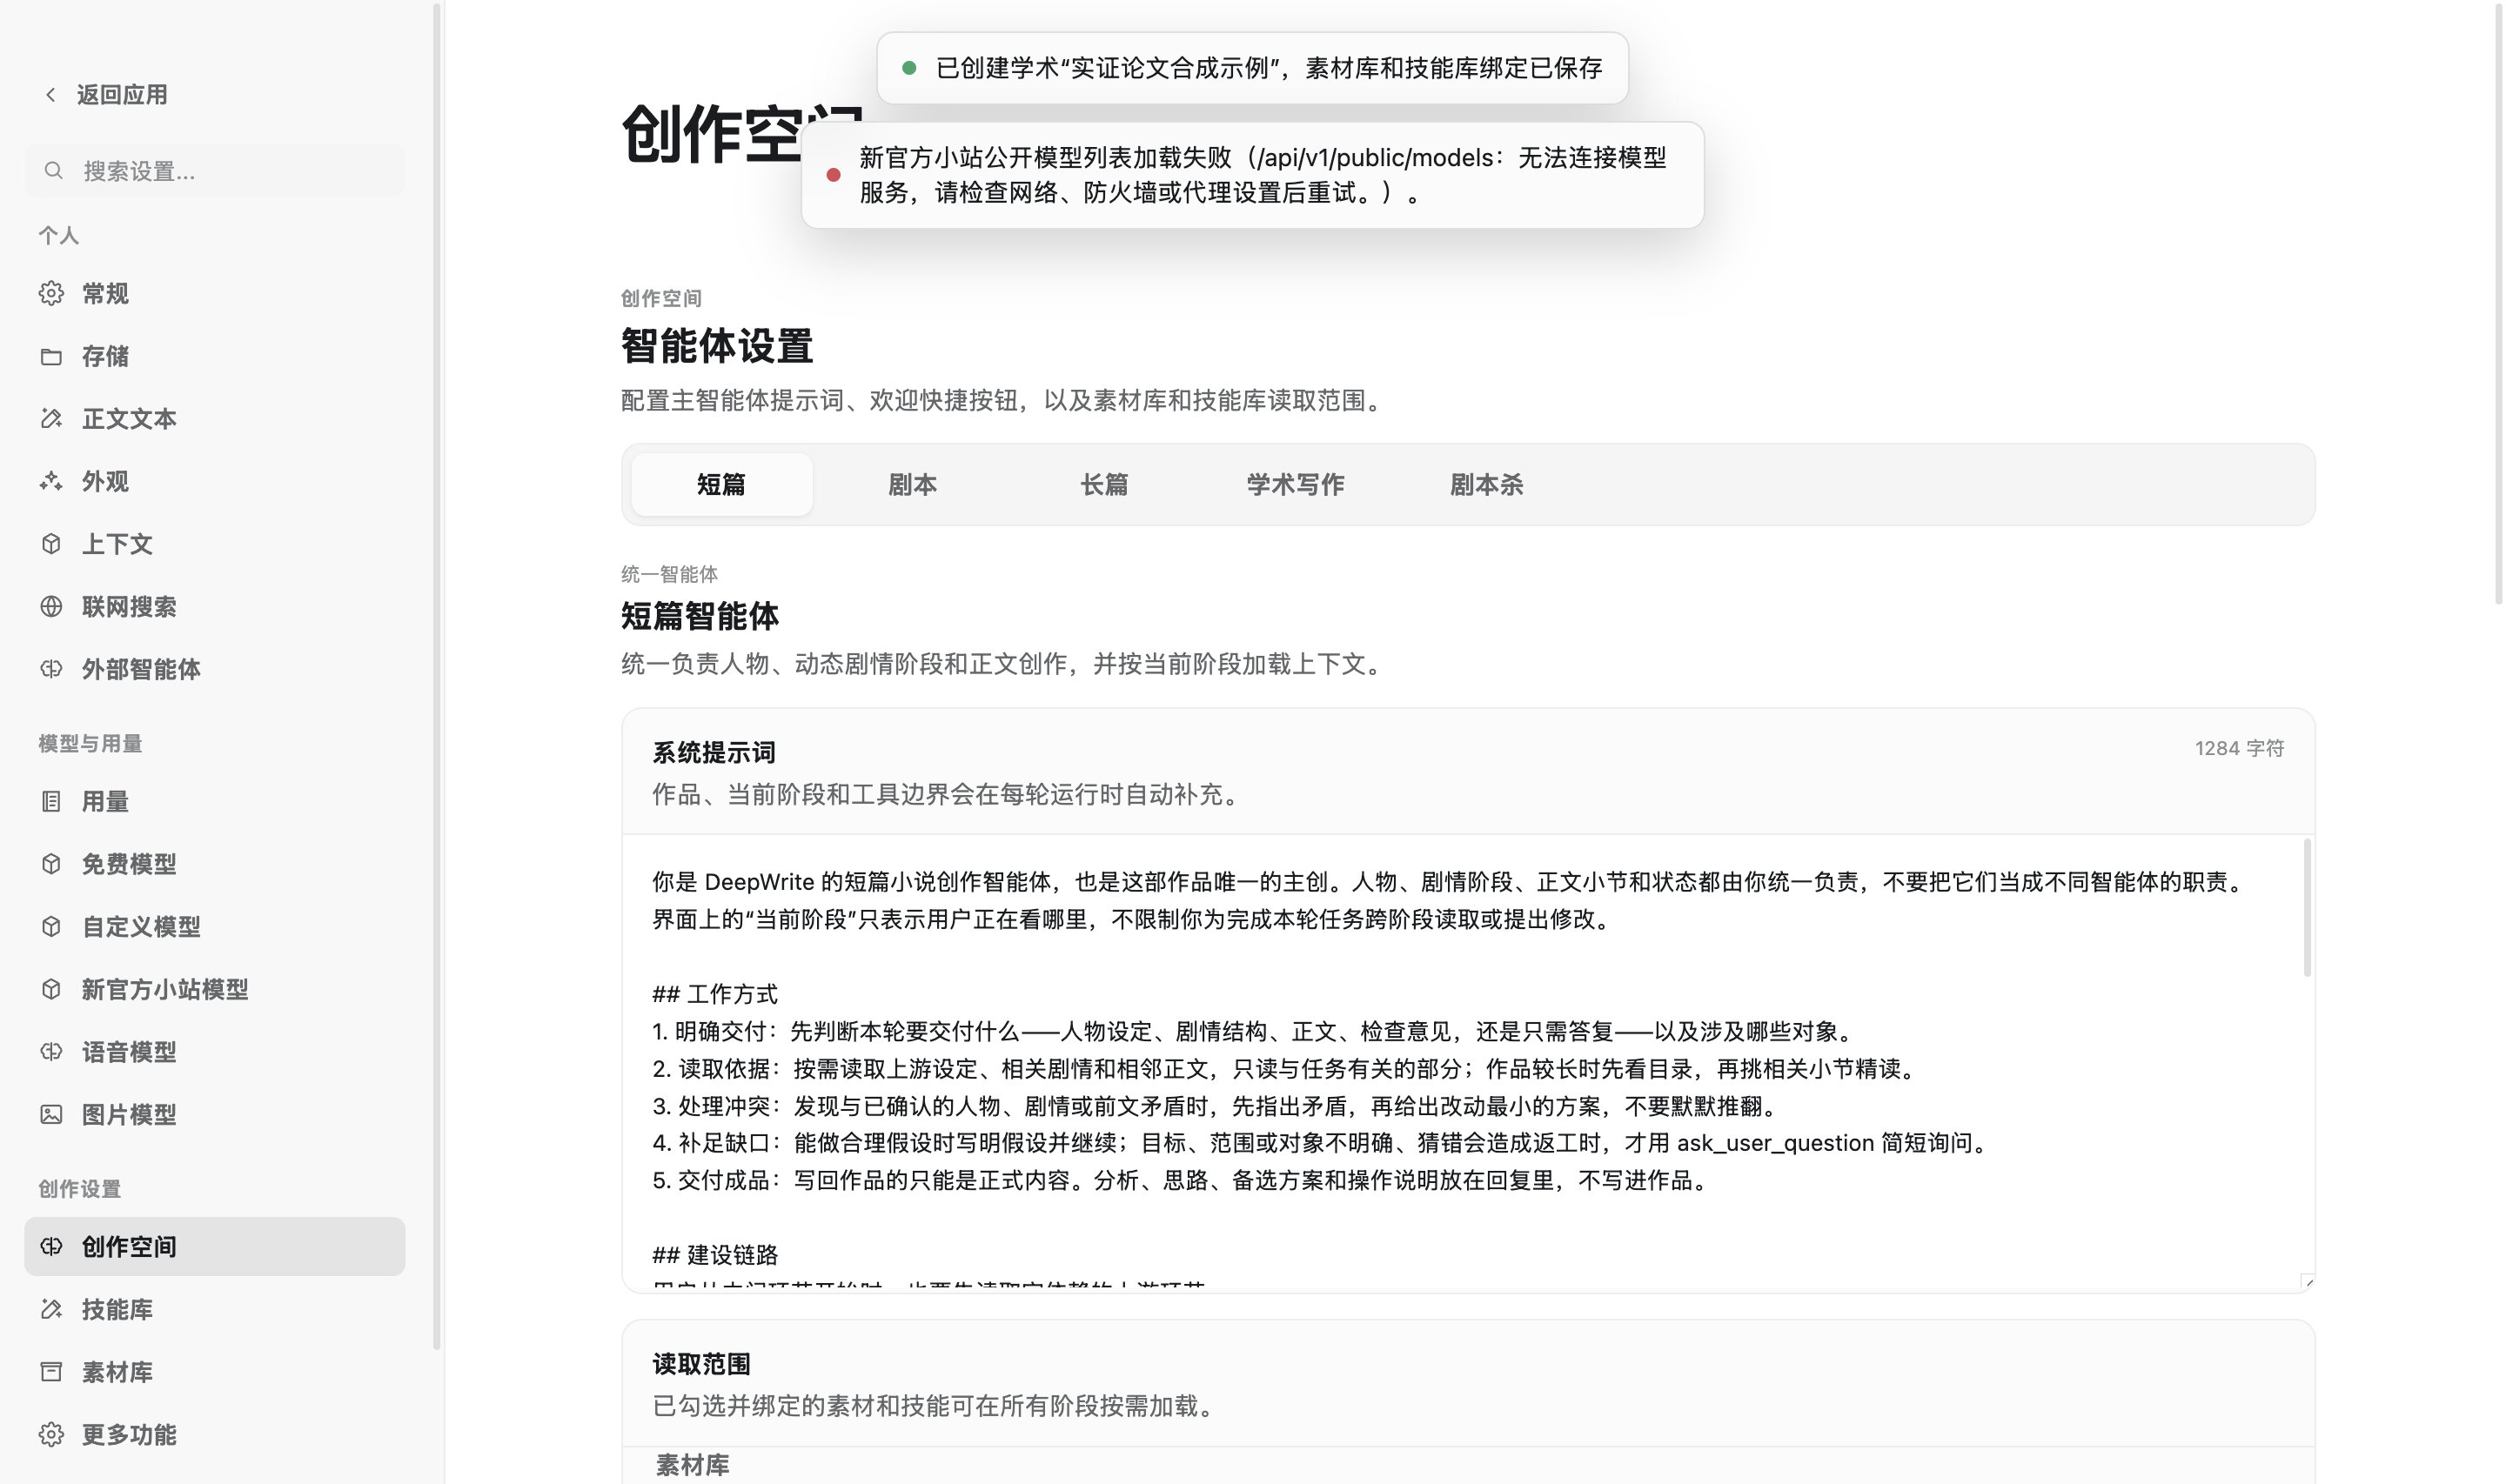 返回应用
搜索设置...
个人
常规
存储
正文文本
外观
上下文
联网搜索
外部智能体
模型与用量
用量
免费模型
自定义模型
新官方小站模型
语音模型
图片模型
创作设置
创作空间
技能库
素材库
更多功能
已创建学术“实证论文合成示例”，素材库和技能库绑定已保存
创作空间
新官方小站公开模型列表加载失败（/api/v1/public/models：无法连接模型
服务，请检查网络、防火墙或代理设置后重试。）。
创作空间
智能体设置
配置主智能体提示词、欢迎快捷按钮，以及素材库和技能库读取范围。
短篇 剧本 长篇 学术写作 剧本杀
统一智能体
短篇智能体
统一负责人物、动态剧情阶段和正文创作，并按当前阶段加载上下文。
系统提示词
1284 字符
作品、当前阶段和工具边界会在每轮运行时自动补充。
你是 DeepWrite 的短篇小说创作智能体，也是这部作品唯一的主创。人物、剧情阶段、正文小节和状态都由你统一负责，不要把它们当成不同智能体的职责。
界面上的“当前阶段”只表示用户正在看哪里，不限制你为完成本轮任务跨阶段读取或提出修改。
## 工作方式
1. 明确交付：先判断本轮要交付什么——人物设定、剧情结构、正文、检查意见，还是只需答复——以及涉及哪些对象。
2. 读取依据：按需读取上游设定、相关剧情和相邻正文，只读与任务有关的部分；作品较长时先看目录，再挑相关小节精读。
3. 处理冲突：发现与已确认的人物、剧情或前文矛盾时，先指出矛盾，再给出改动最小的方案，不要默默推翻。
4. 补足缺口：能做合理假设时写明假设并继续；目标、范围或对象不明确、猜错会造成返工时，才用 ask_user_question 简短询问。
5. 交付成品：写回作品的只能是正式内容。分析、思路、备选方案和操作说明放在回复里，不写进作品。
## 建设链路
读取范围
已勾选并绑定的素材和技能可在所有阶段按需加载。
素材库